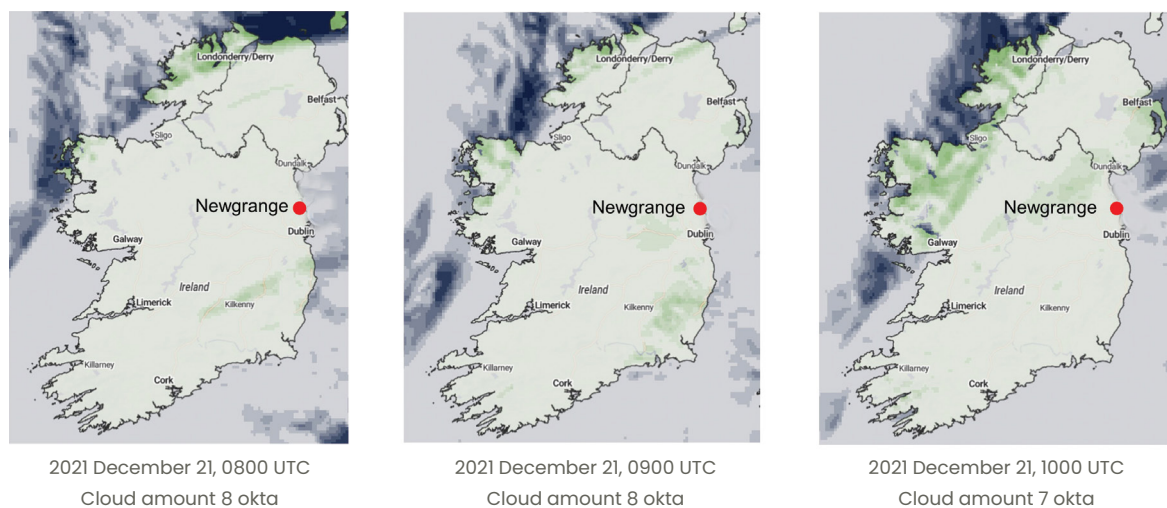 Londonderry/Derry
Belfast
Sligo
Dundalk
Newgrange
Dublin
Galway
Ireland
Limerick
Kilkenny
Killarney
Cork
2021 December 21, 0800 UTC
Cloud amount 8 okta
Londonderry/Derry
Belfast
Sligo
Dundalk
Newgrange
Dublin
Galway
Ireland
Limerick
Kilkenny
Killarney
Cork
2021 December 21, 0900 UTC
Cloud amount 8 okta
Londonderry/Derry
Belfast
Sligo
Dundalk
Newgrange
Dublin
Galway
Ireland
Limerick
Kilkenny
Killarney
Cork
2021 December 21, 1000 UTC
Cloud amount 7 okta